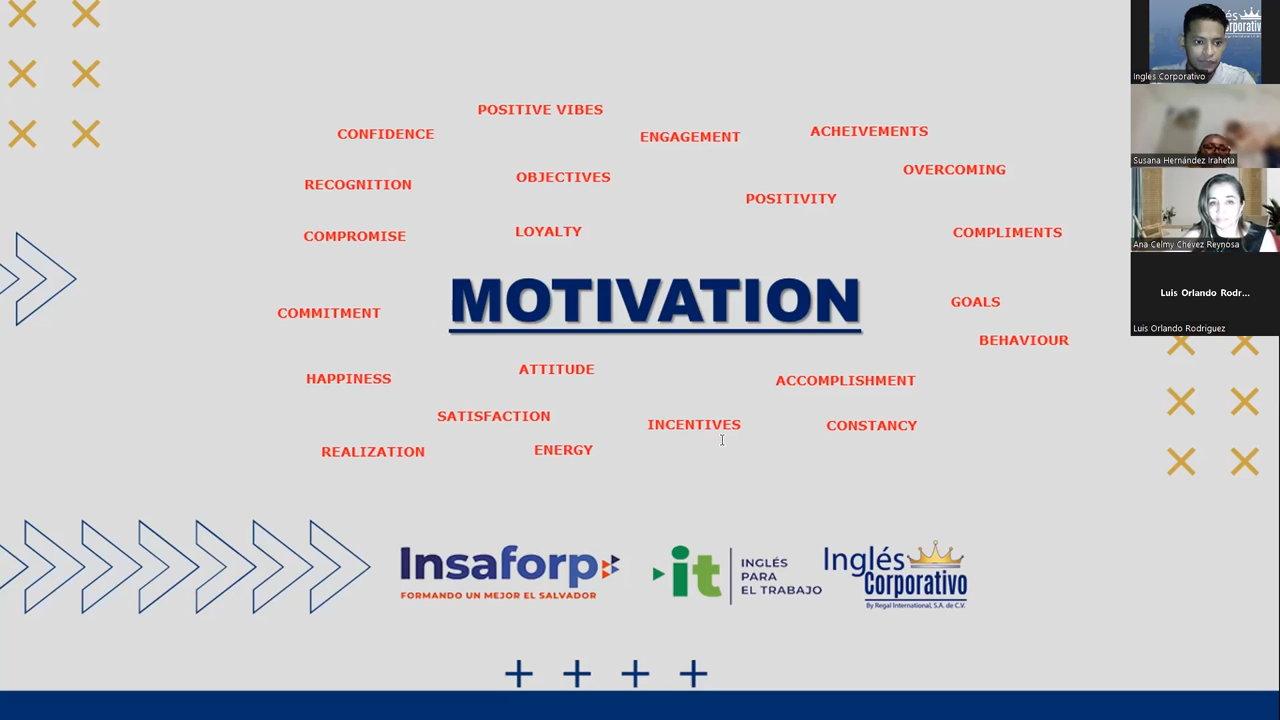 POSITIVE VIBES
CONFIDENCE
ENGAGEMENT
ACHEIVEMENTS
RECOGNITION
OBJECTIVES
OVERCOMING
POSITIVITY
COMPROMISE
LOYALTY
COMPLIMENTS
MOTIVATION
COMMITMENT
GOALS
BEHAVIOUR
HAPPINESS
ATTITUDE
ACCOMPLISHMENT
SATISFACTION
INCENTIVES
CONSTANCY
REALIZATION
ENERGY
Insaforp
FORMANDO UN MEJOR EL SALVADOR
it
INGLÉS
PARA
EL TRABAJO
Inglés
Corporativo
By Regal International, S.A. de C.V.
Ingles Corporativo
Susana Hernández Iraheta
Ana Celmy Chévez Reynosa
Luis Orlando Rodr...
Luis Orlando Rodriguez